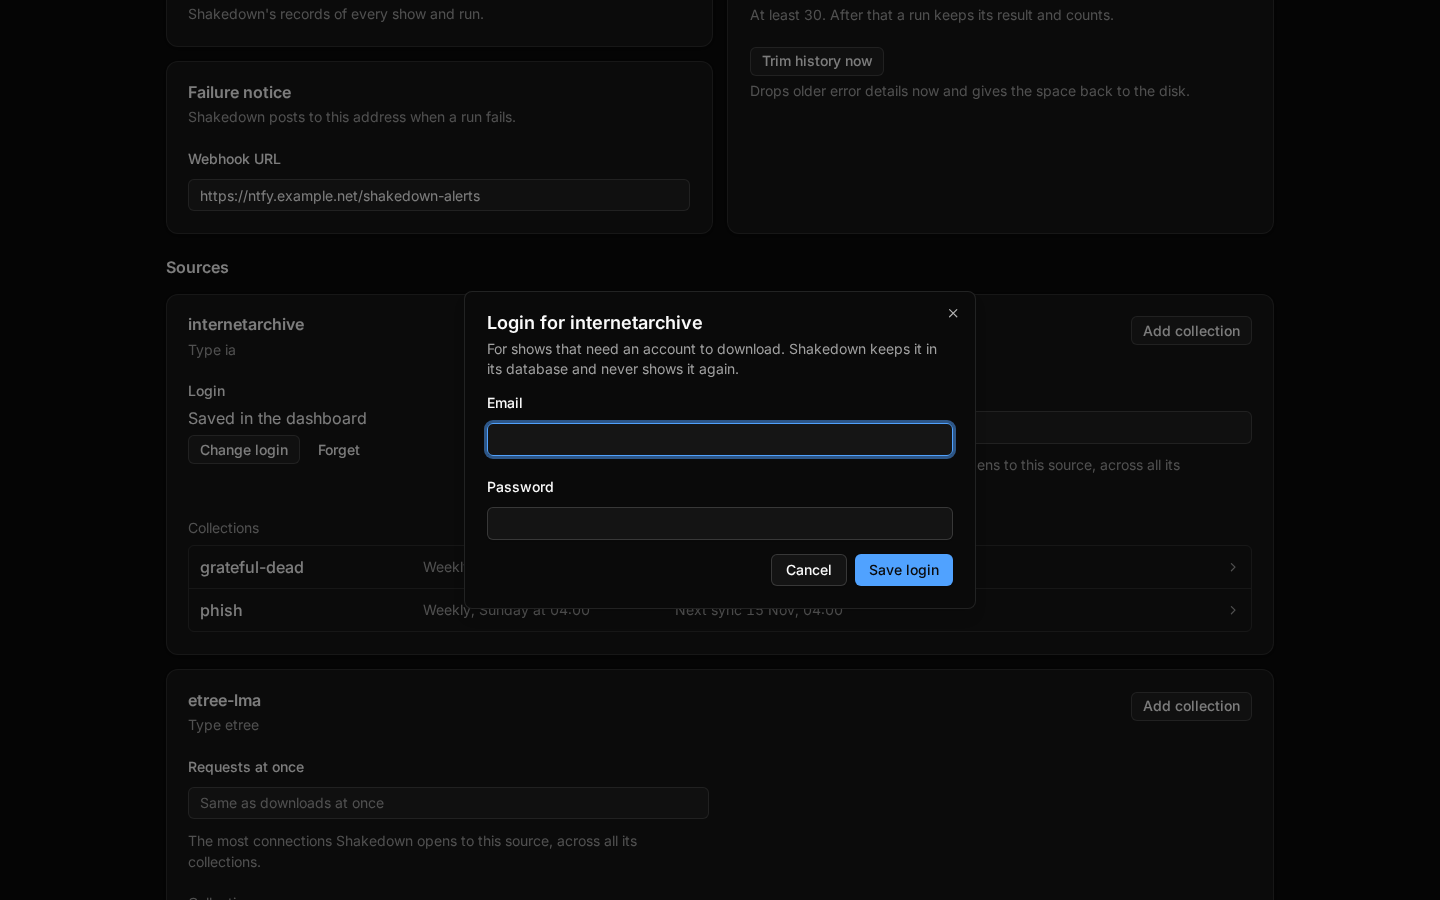 Shakedown's records of every show and run.
At least 30. After that a run keeps its result and counts.
Trim history now
Drops older error details now and gives the space back to the disk.
Failure notice
Shakedown posts to this address when a run fails.
Webhook URL
https://ntfy.example.net/shakedown-alerts
Sources
internetarchive
Type ia
Add collection
Login
Saved in the dashboard
Change login
Forget
ens to this source, across all its
Login for internetarchive
For shows that need an account to download. Shakedown keeps it in
its database and never shows it again.
Email
Password
Cancel
Save login
Collections
grateful-dead
Weekly
phish
Weekly, Sunday at 04:00
Next sync 15 Nov, 04:00
etree-lma
Type etree
Add collection
Requests at once
Same as downloads at once
The most connections Shakedown opens to this source, across all its
collections.